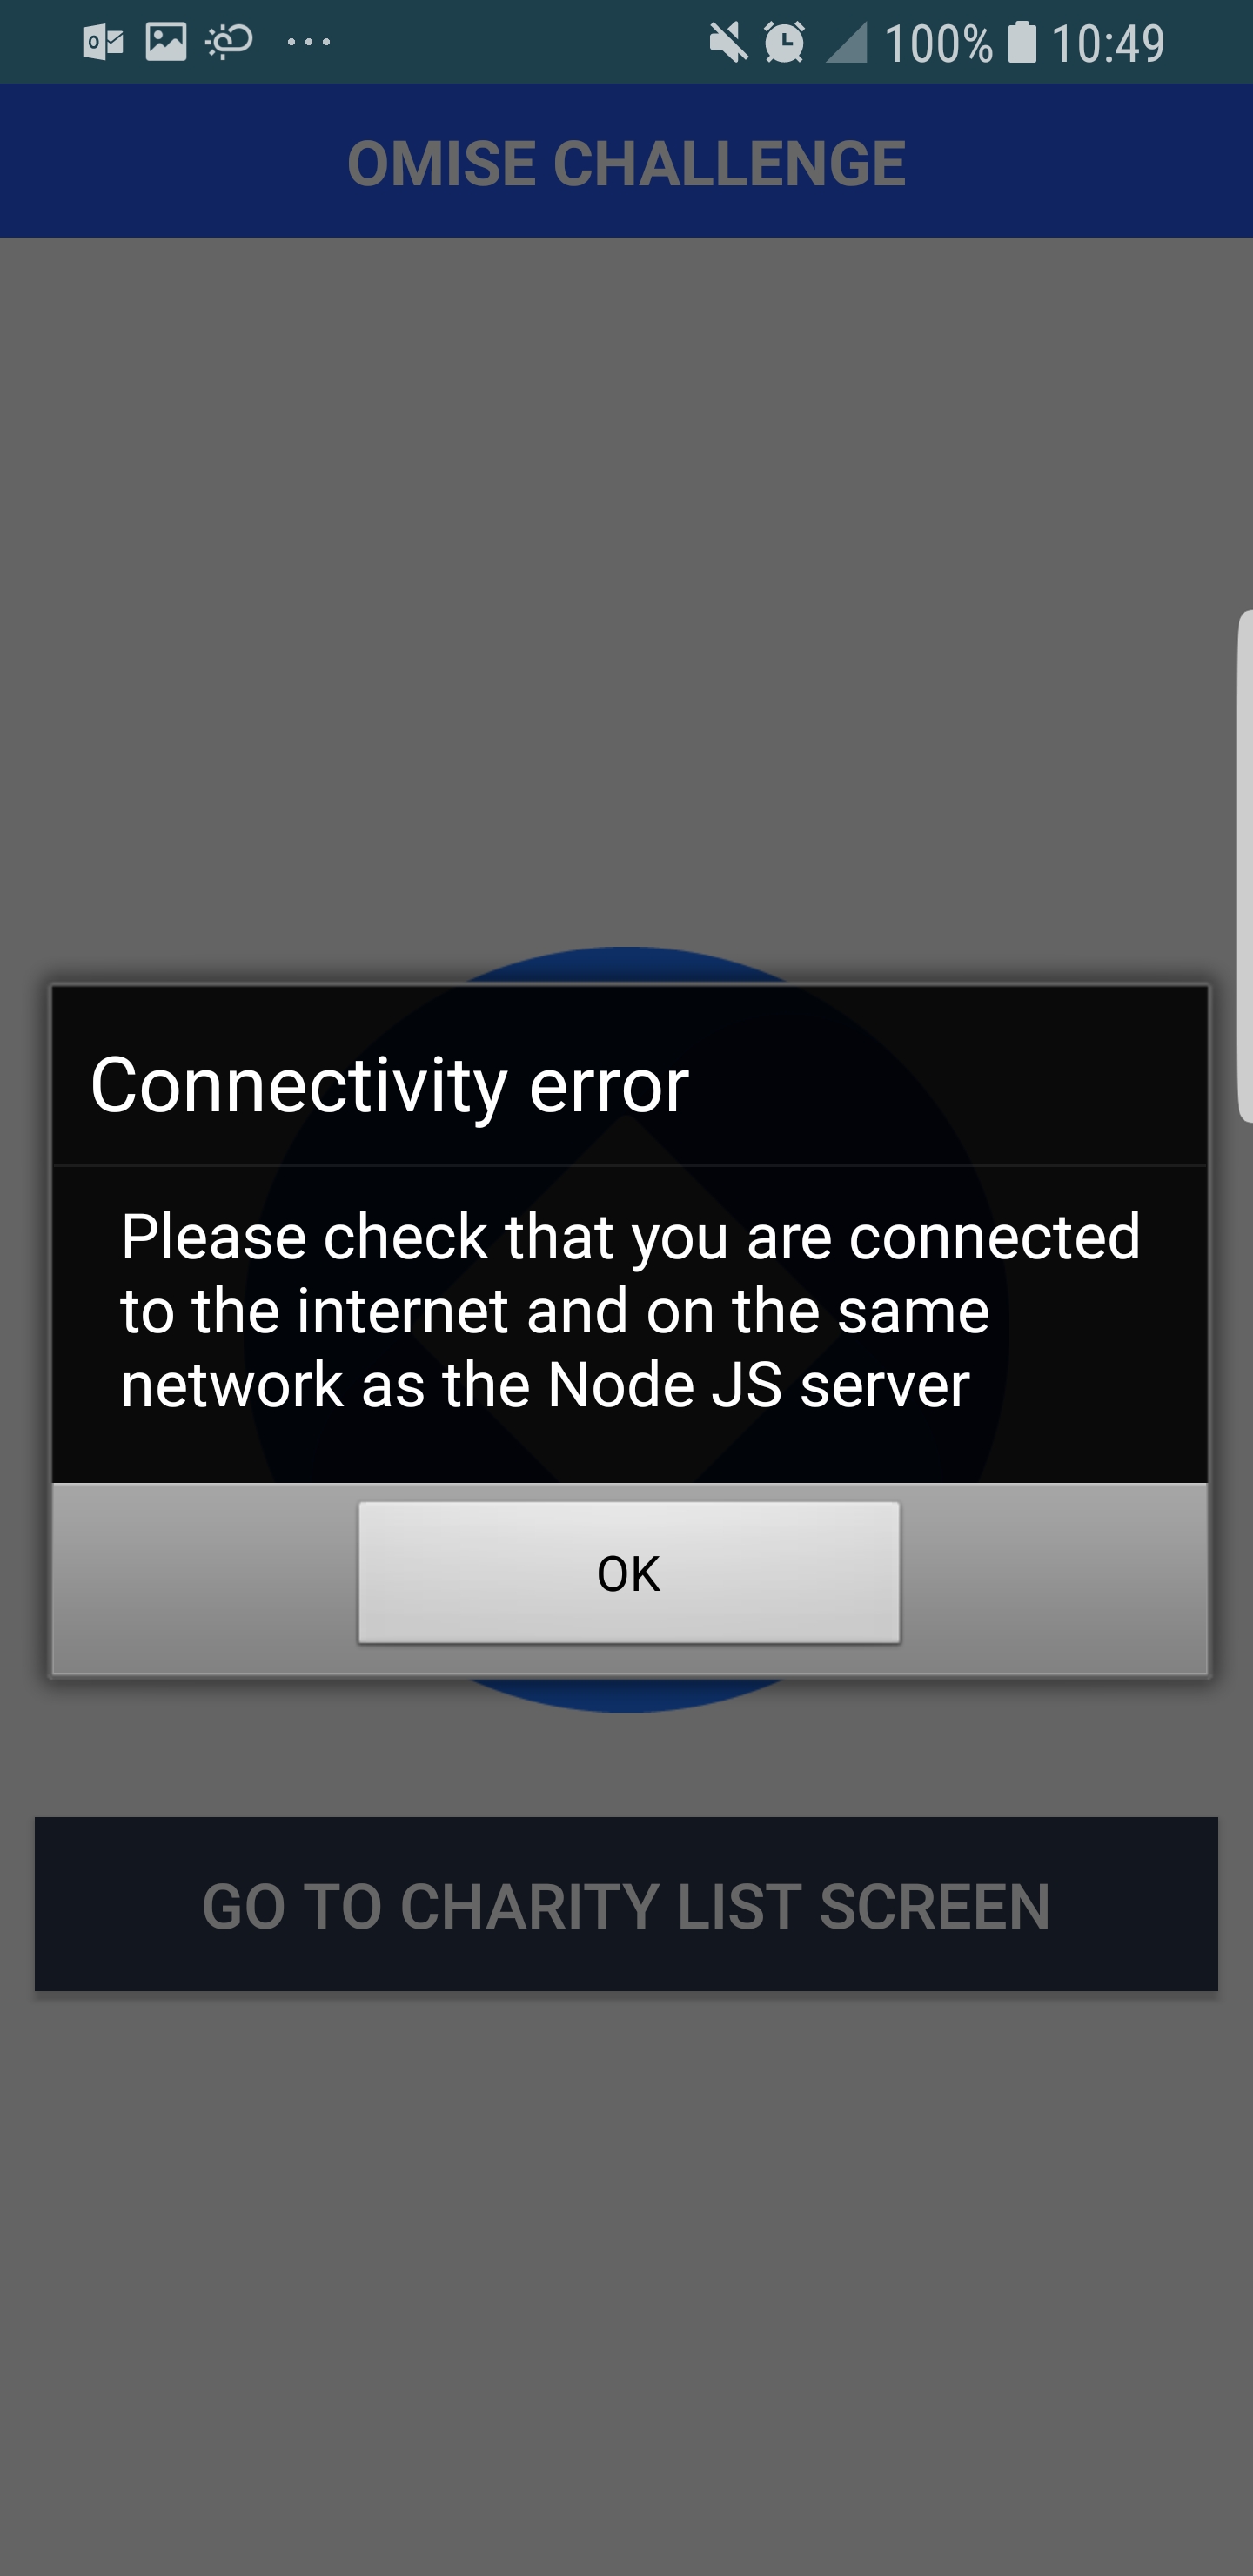 100% 10:49
OMISE CHALLENGE
Connectivity error
Please check that you are connected
to the internet and on the same
network as the Node JS server
OK
GO TO CHARITY LIST SCREEN